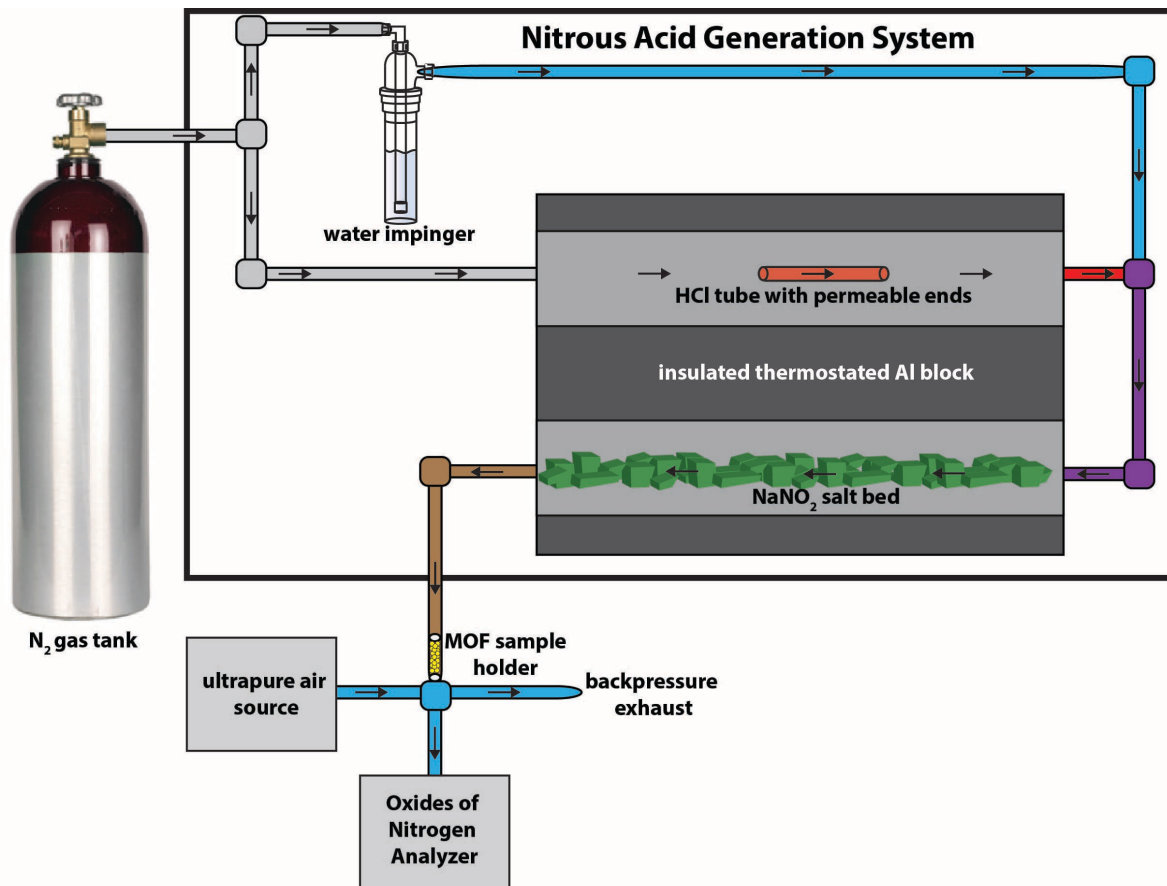 Nitrous Acid Generation System
water impinger
HCl tube with permeable ends
insulated thermostated Al block
NaNO₂ salt bed
N₂ gas tank
MOF sample
holder
ultrapure air
source
backpressure
exhaust
Oxides of
Nitrogen
Analyzer